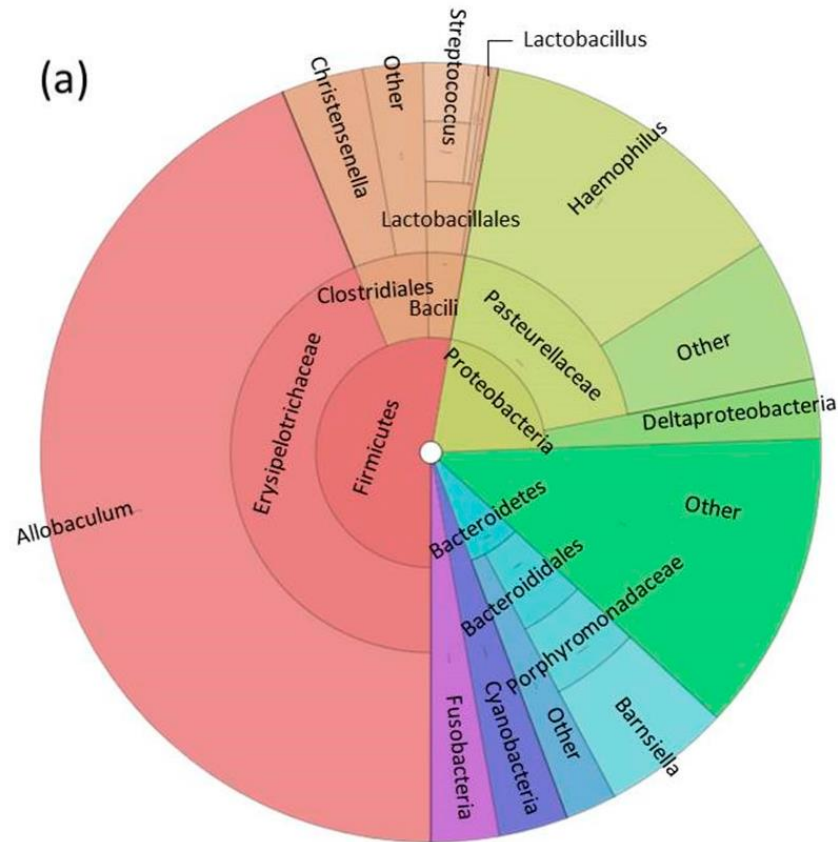 (a)
Streptococcus
Lactobacillus
Christensenella
Other
Haemophilus
Lactobacillales
Clostridiales
Bacili
Pasteurellaceae
Other
Erysipelotrichaceae
Firmicutes
Proteobacteria
Deltaproteobacteria
Allobaculum
Bacteroidetes
Other
Bacteroididales
Porphyromonadaceae
Fusobacteria
Cyanobacteria
Other
Barnsiella